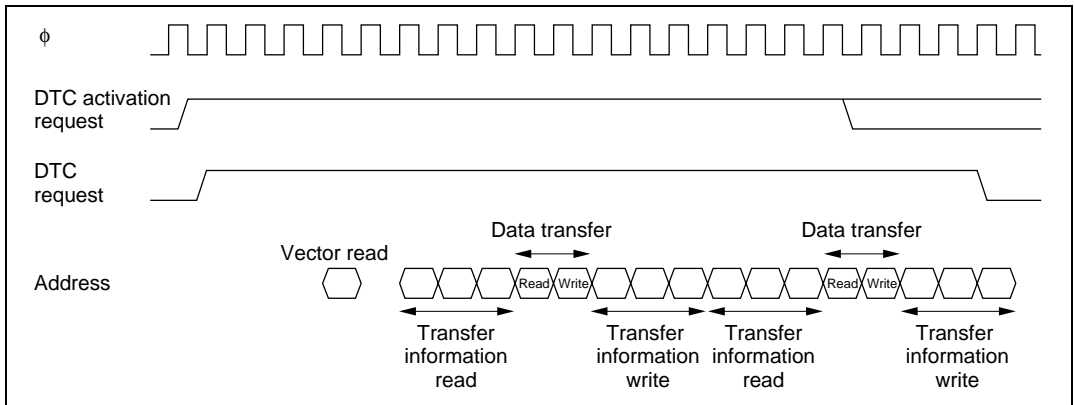 ϕ
DTC activation
request
DTC
request
Data transfer
Data transfer
Vector read
Address
Read
Write
Read
Write
Transfer
information
read
Transfer
information
write
Transfer
information
read
Transfer
information
write